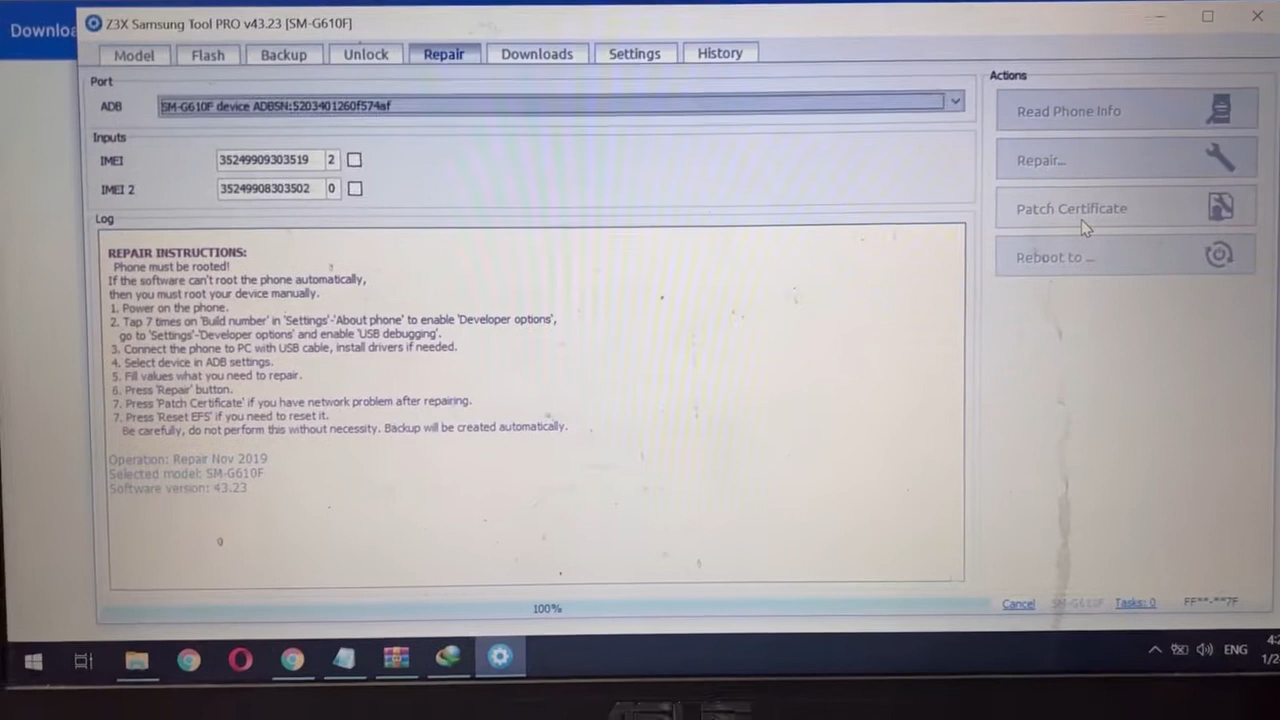 Downloa
Z3X Samsung Tool PRO v43.23 [SM-G610F]
Model Flash Backup Unlock Repair Downloads Settings History
Port
ADB SM-G610F device ADBSN:5203401260f574af
Inputs
IMEI 35249909303519 2
IMEI 2 35249908303502 0
Log
REPAIR INSTRUCTIONS:
Phone must be rooted!
If the software can't root the phone automatically,
then you must root your device manually.
1. Power on the phone.
2. Tap 7 times on 'Build number' in 'Settings'-'About phone' to enable 'Developer options',
go to 'Settings'-'Developer options' and enable 'USB debugging'.
3. Connect the phone to PC with USB cable, install drivers if needed.
4. Select device in ADB settings.
5. Fill values what you need to repair.
6. Press 'Repair' button.
7. Press 'Patch Certificate' if you have network problem after repairing.
7. Press 'Reset EFS' if you need to reset it.
Be carefully, do not perform this without necessity. Backup will be created automatically.
Operation: Repair Nov 2019
Selected model: SM-G610F
Software version: 43.23
Actions
Read Phone Info
Repair...
Patch Certificate
Reboot to ...
100%
Cancel SM-G610F Tasks: 0 FF**-**7F
ENG
4:2
1/2